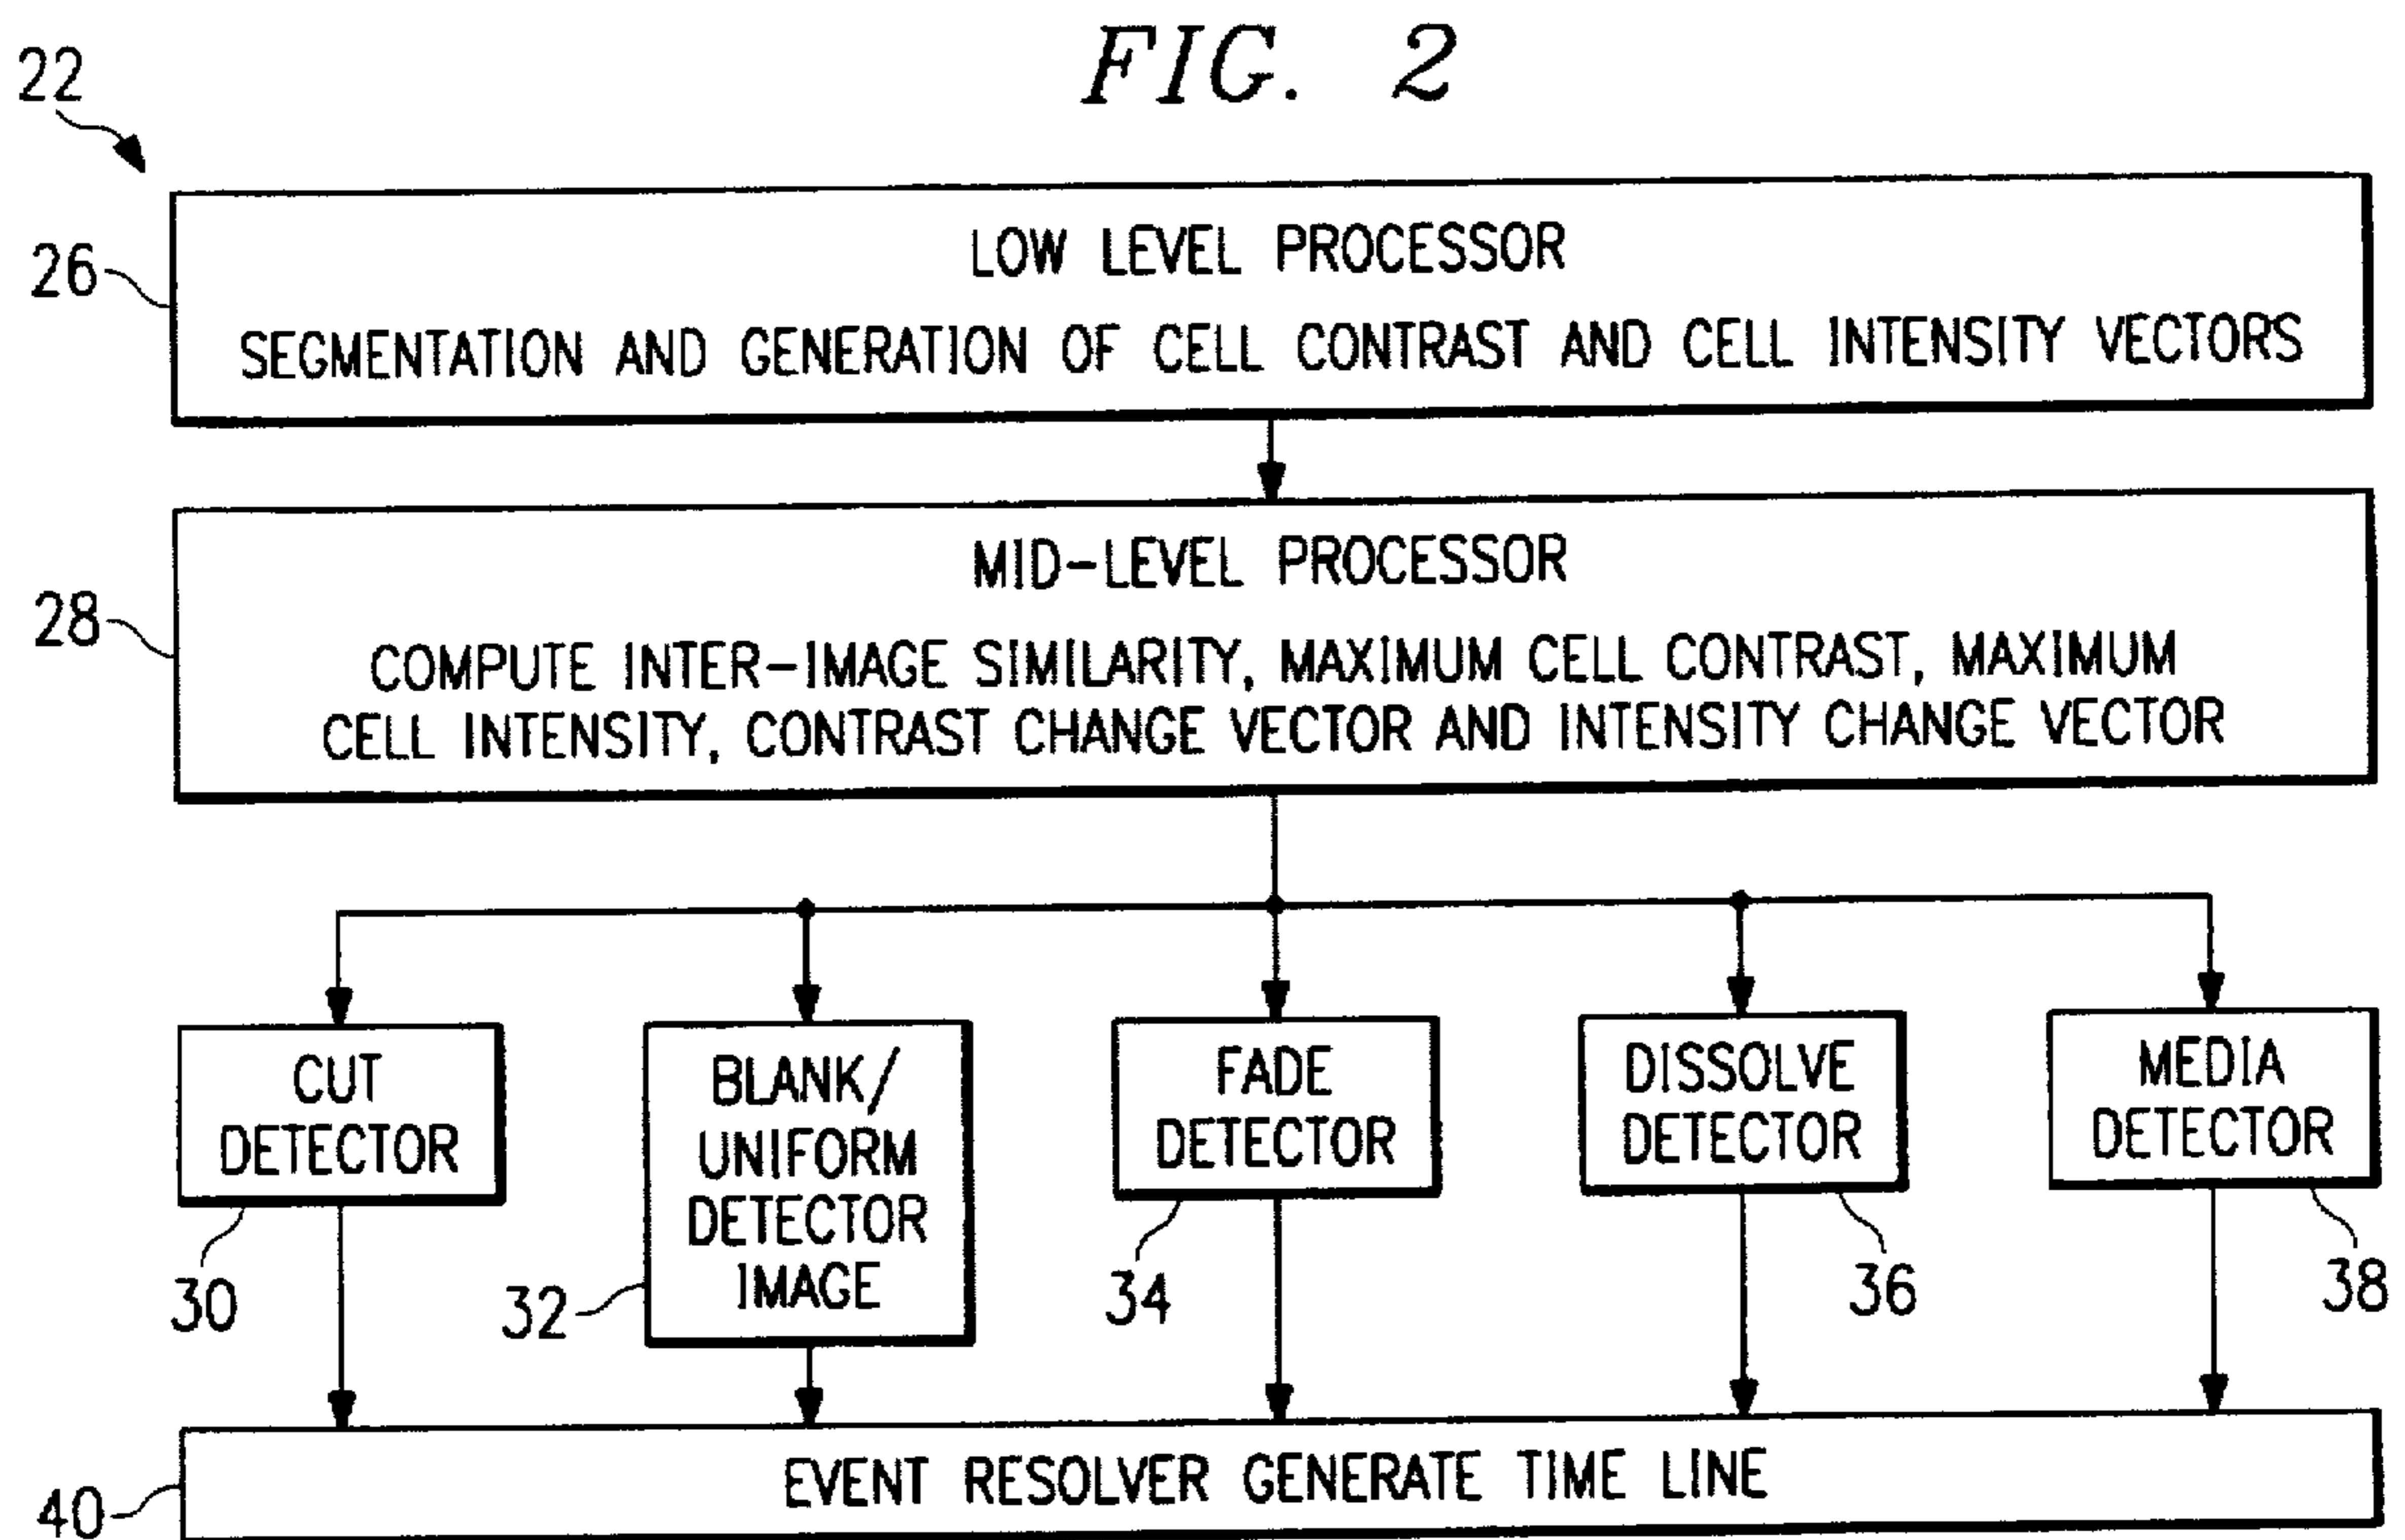 FIG. 2
22
26
LOW LEVEL PROCESSOR
SEGMENTATION AND GENERATION OF CELL CONTRAST AND CELL INTENSITY VECTORS
28
MID-LEVEL PROCESSOR
COMPUTE INTER-IMAGE SIMILARITY, MAXIMUM CELL CONTRAST, MAXIMUM
CELL INTENSITY, CONTRAST CHANGE VECTOR AND INTENSITY CHANGE VECTOR
CUT
DETECTOR
30
BLANK/
UNIFORM
DETECTOR
IMAGE
32
FADE
DETECTOR
34
DISSOLVE
DETECTOR
36
MEDIA
DETECTOR
38
40
EVENT RESOLVER GENERATE TIME LINE